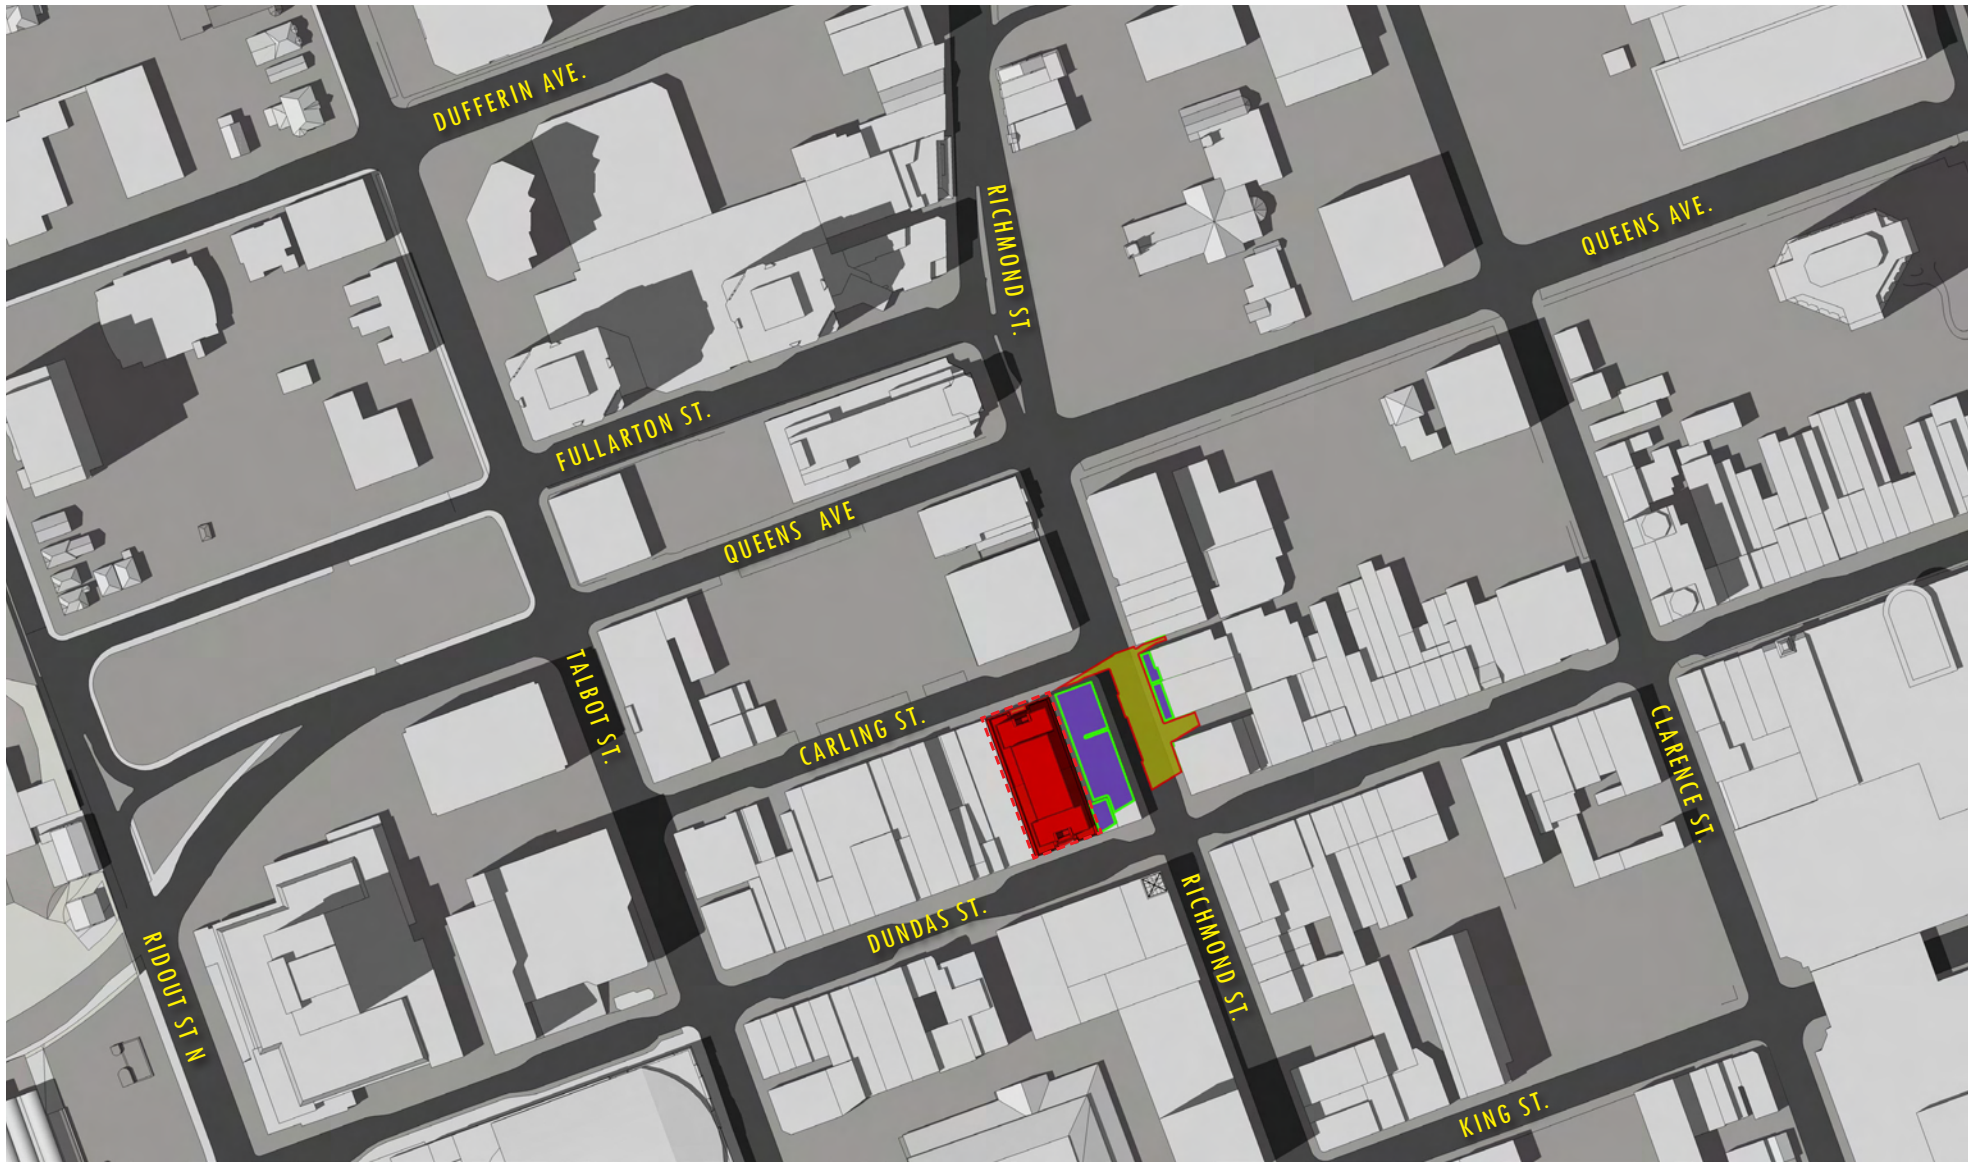 DUFFERIN AVE.
RICHMOND ST.
QUEENS AVE.
FULLARTON ST.
QUEENS AVE
TALBOT ST.
CARLING ST.
CLARENCE ST.
DUNDAS ST.
RICHMOND ST.
RIDOUT ST N
KING ST.